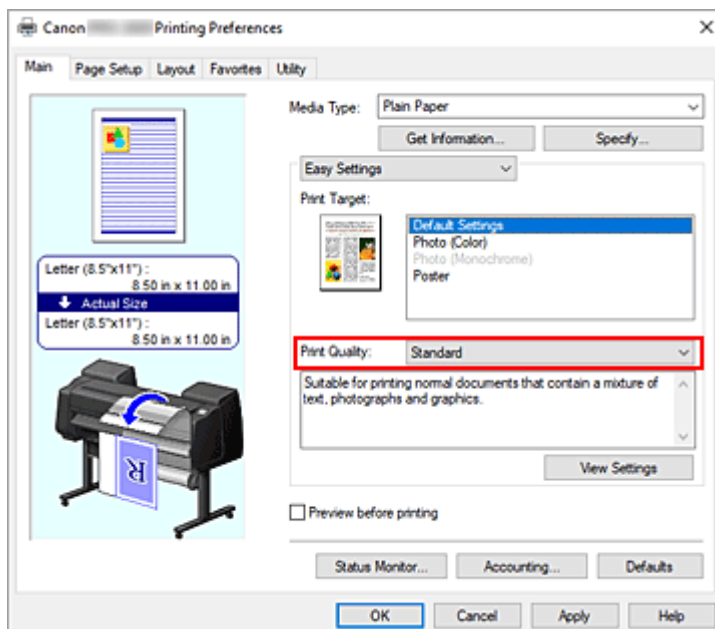 Canon Printing Preferences
Main Page Setup Layout Favorites Utility
Media Type: Plain Paper
Get Information... Specify...
Easy Settings
Print Target:
Default Settings
Photo (Color)
Photo (Monochrome)
Poster
Letter (8.5"x11") :
8.50 in x 11.00 in
Actual Size
Letter (8.5"x11") :
8.50 in x 11.00 in
R
Print Quality: Standard
Suitable for printing normal documents that contain a mixture of
text, photographs and graphics.
View Settings
Preview before printing
Status Monitor... Accounting... Defaults
OK Cancel Apply Help